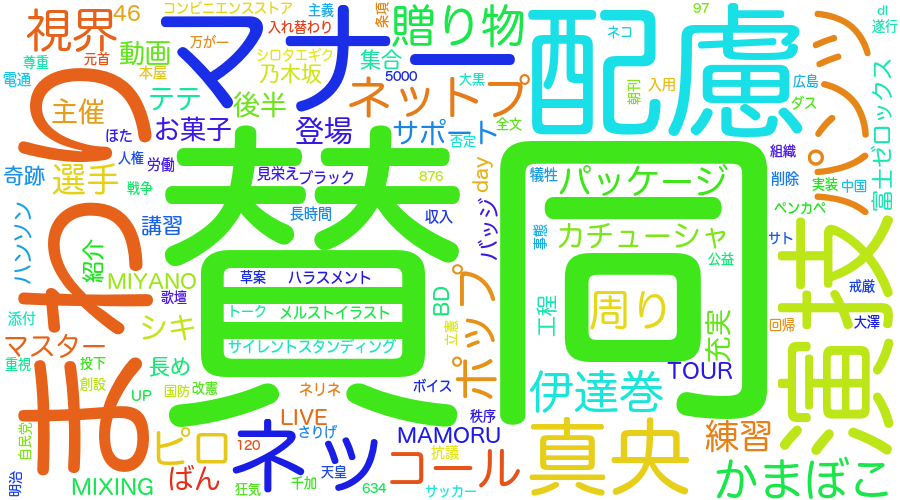 コンビニエンスストア
主義
46
入れ替わり
条項
視界
元首
尊重
電通
動画
本屋
万が一
シロタエギク
乃木坂
集合
贈り物
マナー
配慮
97
ネコ
パンツ
dl
遂行
5000
大黒
ネットプ
入用
朝刊
広島
ダス
主催
テテ
後半
お菓子
登場
サポート
否定
全文
富士ゼロックス
りはま
ほた
人権
労働
選手
戦争
奇跡
見栄え
ブラック
876
day
犠牲
パッケージ
組織
削除
実装
中国
賛同
ハンソン
講習
長時間
収入
バッジ
事態
カチューシャ
ペンカペ
サト
演技
紹介
MIYANO
歌壇
草案
ハラスメント
公益
戒厳
添付
シキ
トーク
メルストイラスト
BD
ポップ
立憲
工程
周り
充実
回帰
大澤
マスター
重視
投下
創設
長め
サイレントスタンディング
UP
国防
改憲
ネリネ
ボイス
秩序
伊達巻
TOUR
自民党
ピロ
LIVE
さりげ
120
ネッ
MAMORU
抗議
真央
練習
明治
MIXING
ばん
狂気
千加
天皇
634
コール
サッカー
かまぼこ